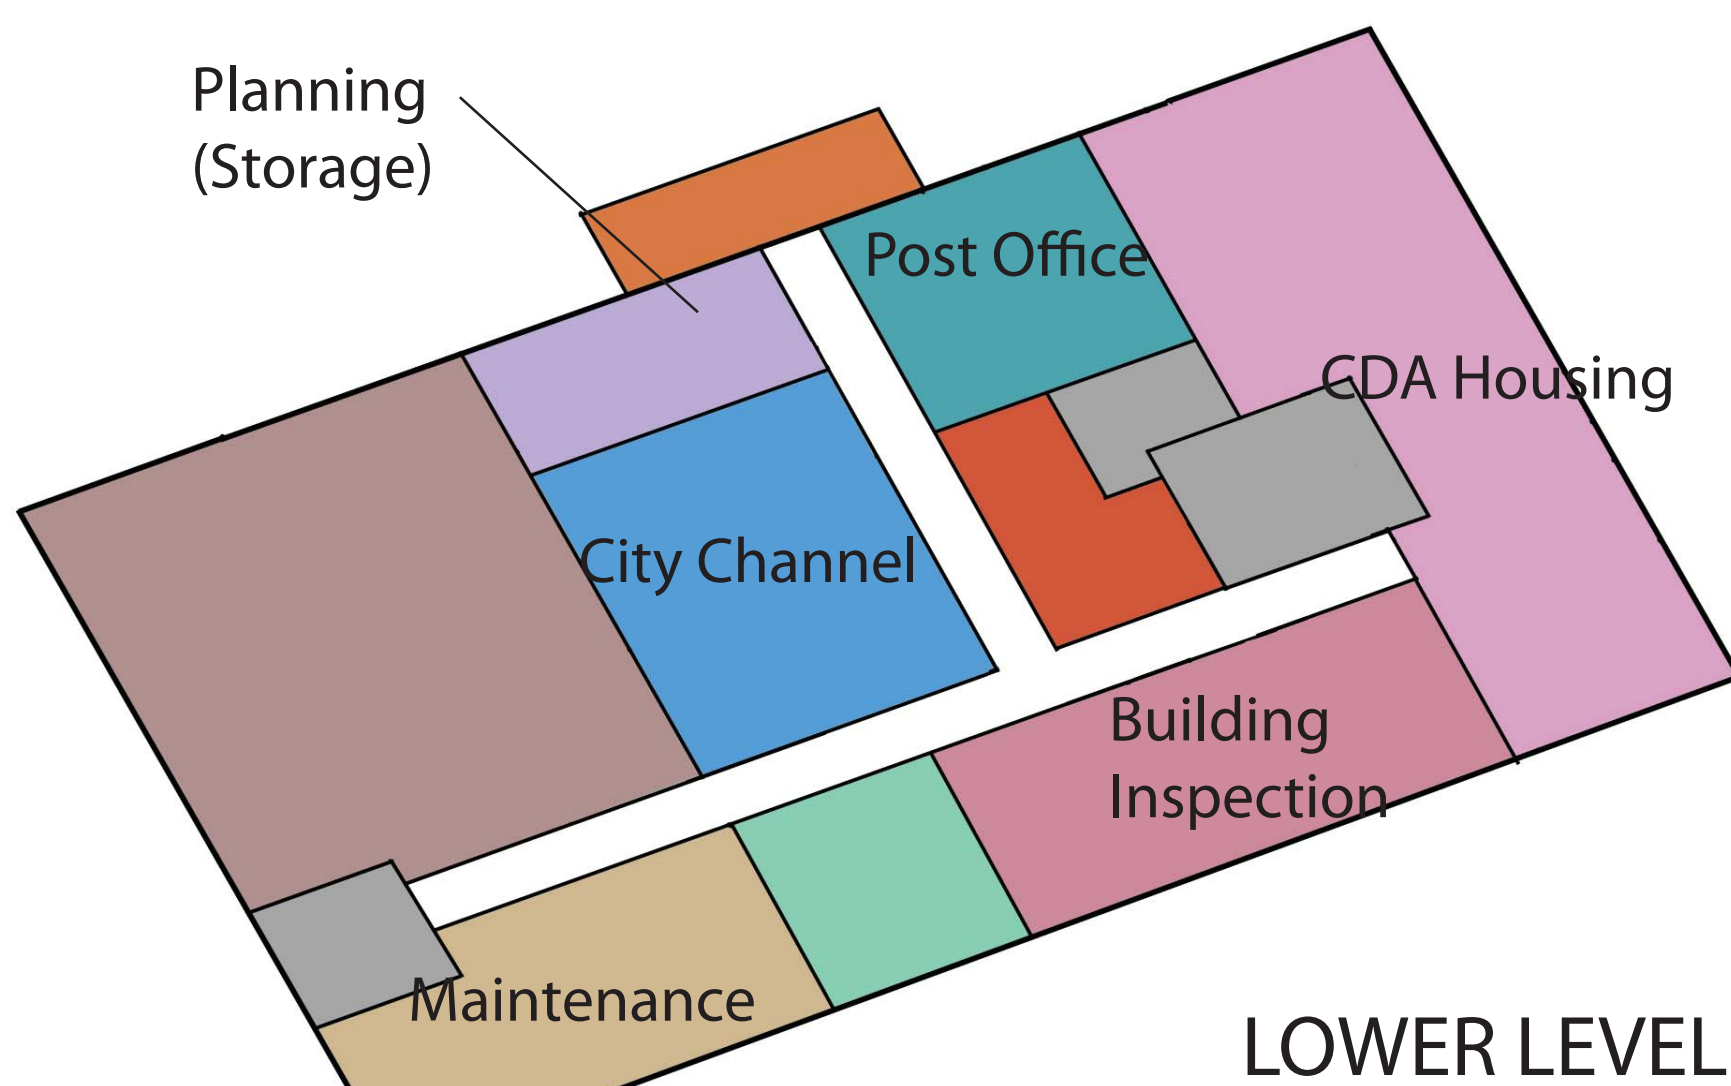 Planning
(Storage)
Post Office
CDA Housing
City Channel
Building
Inspection
Maintenance
LOWER LEVEL